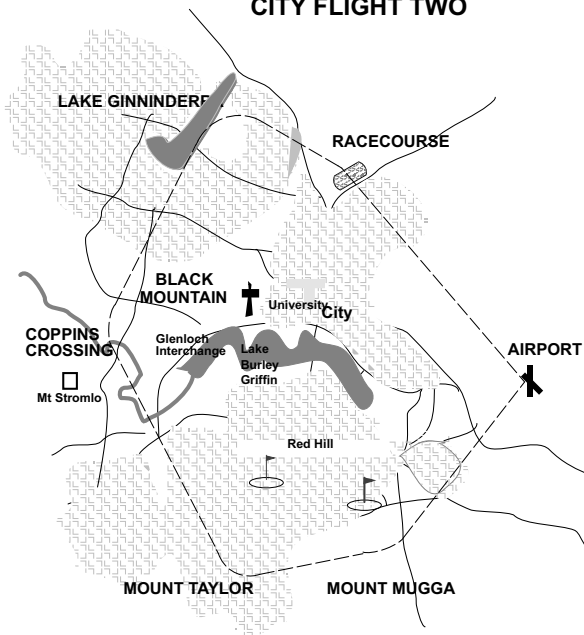 CITY FLIGHT TWO
LAKE GINNINDERRA
RACECOURSE
BLACK
MOUNTAIN
University
City
COPPINS
CROSSING
Glenloch
Interchange
Lake
Burley
Griffin
AIRPORT
Mt Stromlo
Red Hill
MOUNT TAYLOR
MOUNT MUGGA